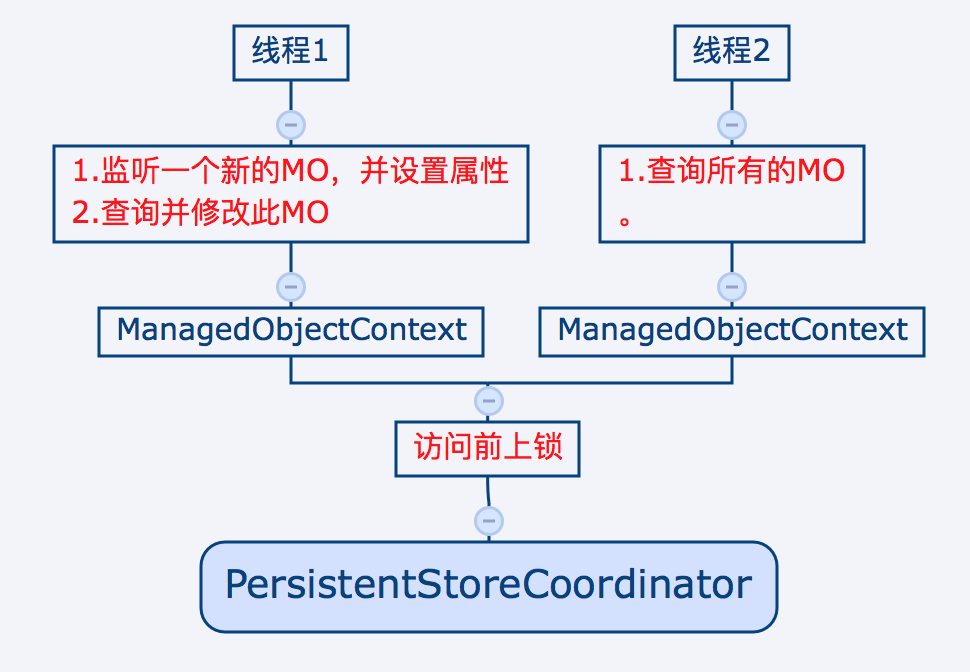 线程1
线程2
1.监听一个新的MO，并设置属性
2.查询并修改此MO
1.查询所有的MO
。
ManagedObjectContext
ManagedObjectContext
访问前上锁
PersistentStoreCoordinator